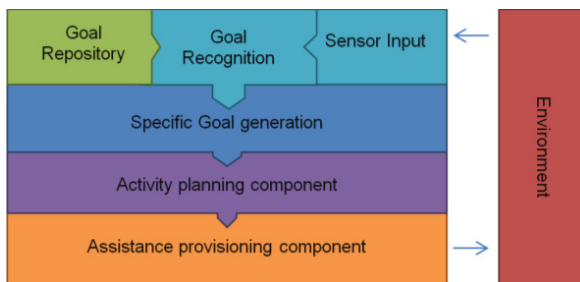 Goal
Repository
Goal
Recognition
Sensor Input
Specific Goal generation
Activity planning component
Assistance provisioning component
Environment